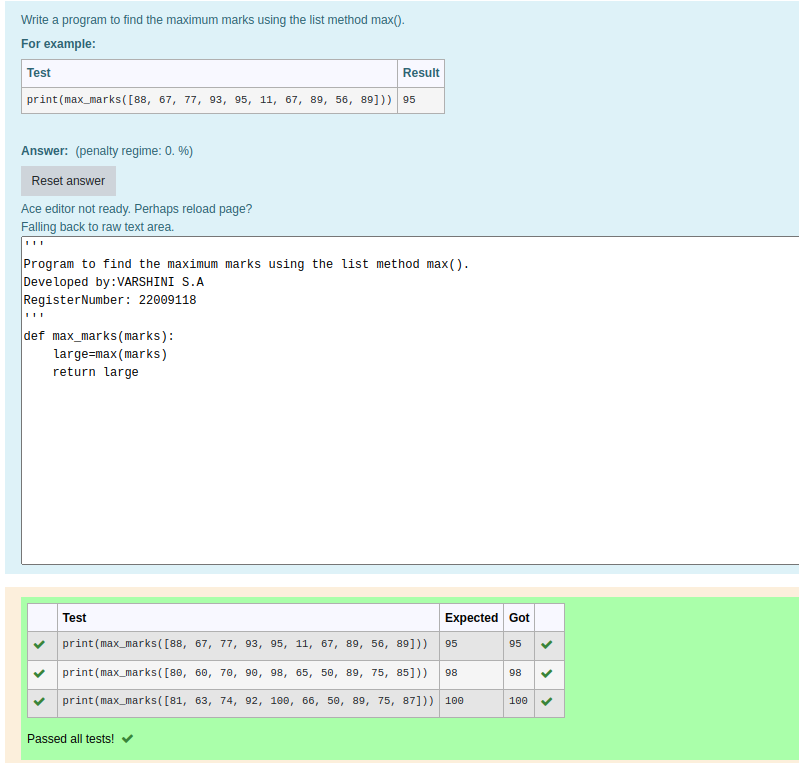 Write a program to find the maximum marks using the list method max().
For example:
Test Result
print(max_marks([88, 67, 77, 93, 95, 11, 67, 89, 56, 89])) 95
Answer: (penalty regime: 0. %)
Reset answer
Ace editor not ready. Perhaps reload page?
Falling back to raw text area.
'''
Program to find the maximum marks using the list method max().
Developed by:VARSHINI S.A
RegisterNumber: 22009118
'''
def max_marks(marks):
    large=max(marks)
    return large
Test Expected Got
print(max_marks([88, 67, 77, 93, 95, 11, 67, 89, 56, 89])) 95 95
print(max_marks([80, 60, 70, 90, 98, 65, 50, 89, 75, 85])) 98 98
print(max_marks([81, 63, 74, 92, 100, 66, 50, 89, 75, 87])) 100 100
Passed all tests!